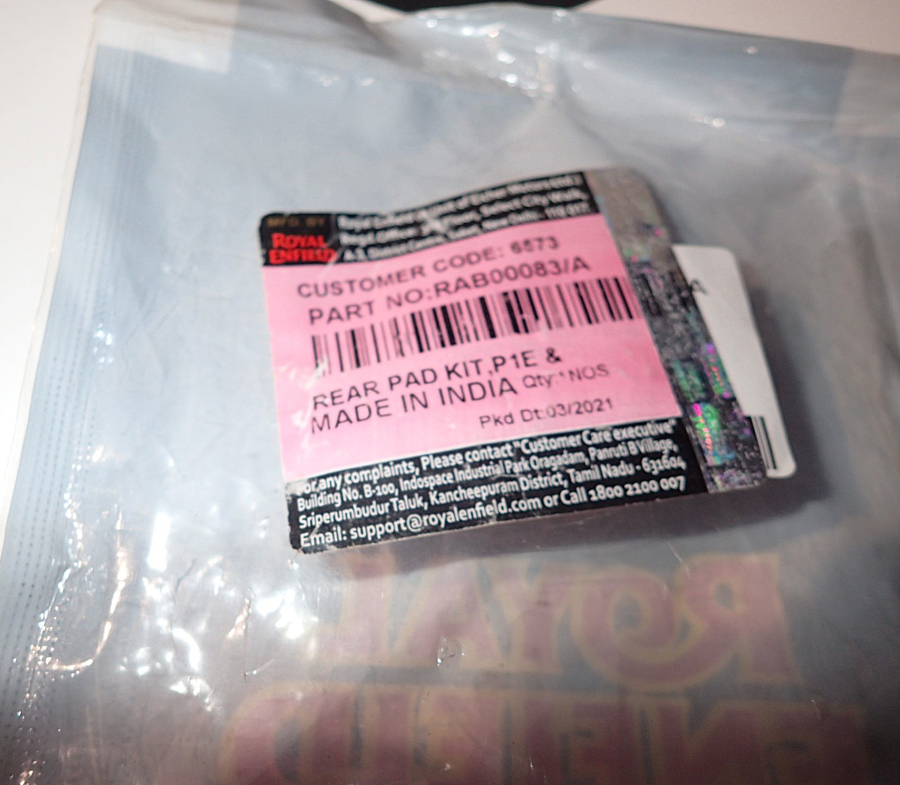 MFD. BY
ROYAL
ENFIELD
CUSTOMER CODE: 6573
PART NO:RAB00083/A
REAR PAD KIT,P1E &
MADE IN INDIA Qty:1 NOS
Pkd Dt:03/2021
For any complaints, Please contact "Customer Care executive"
Building No. B-100, Indospace Industrial Park Oragadam, Panruti B Village,
Sriperumbudur Taluk, Kancheepuram District, Tamil Nadu - 631604,
Email: support@royalenfield.com or Call 1800 2100 007
A
ROYAL
ENFIELD